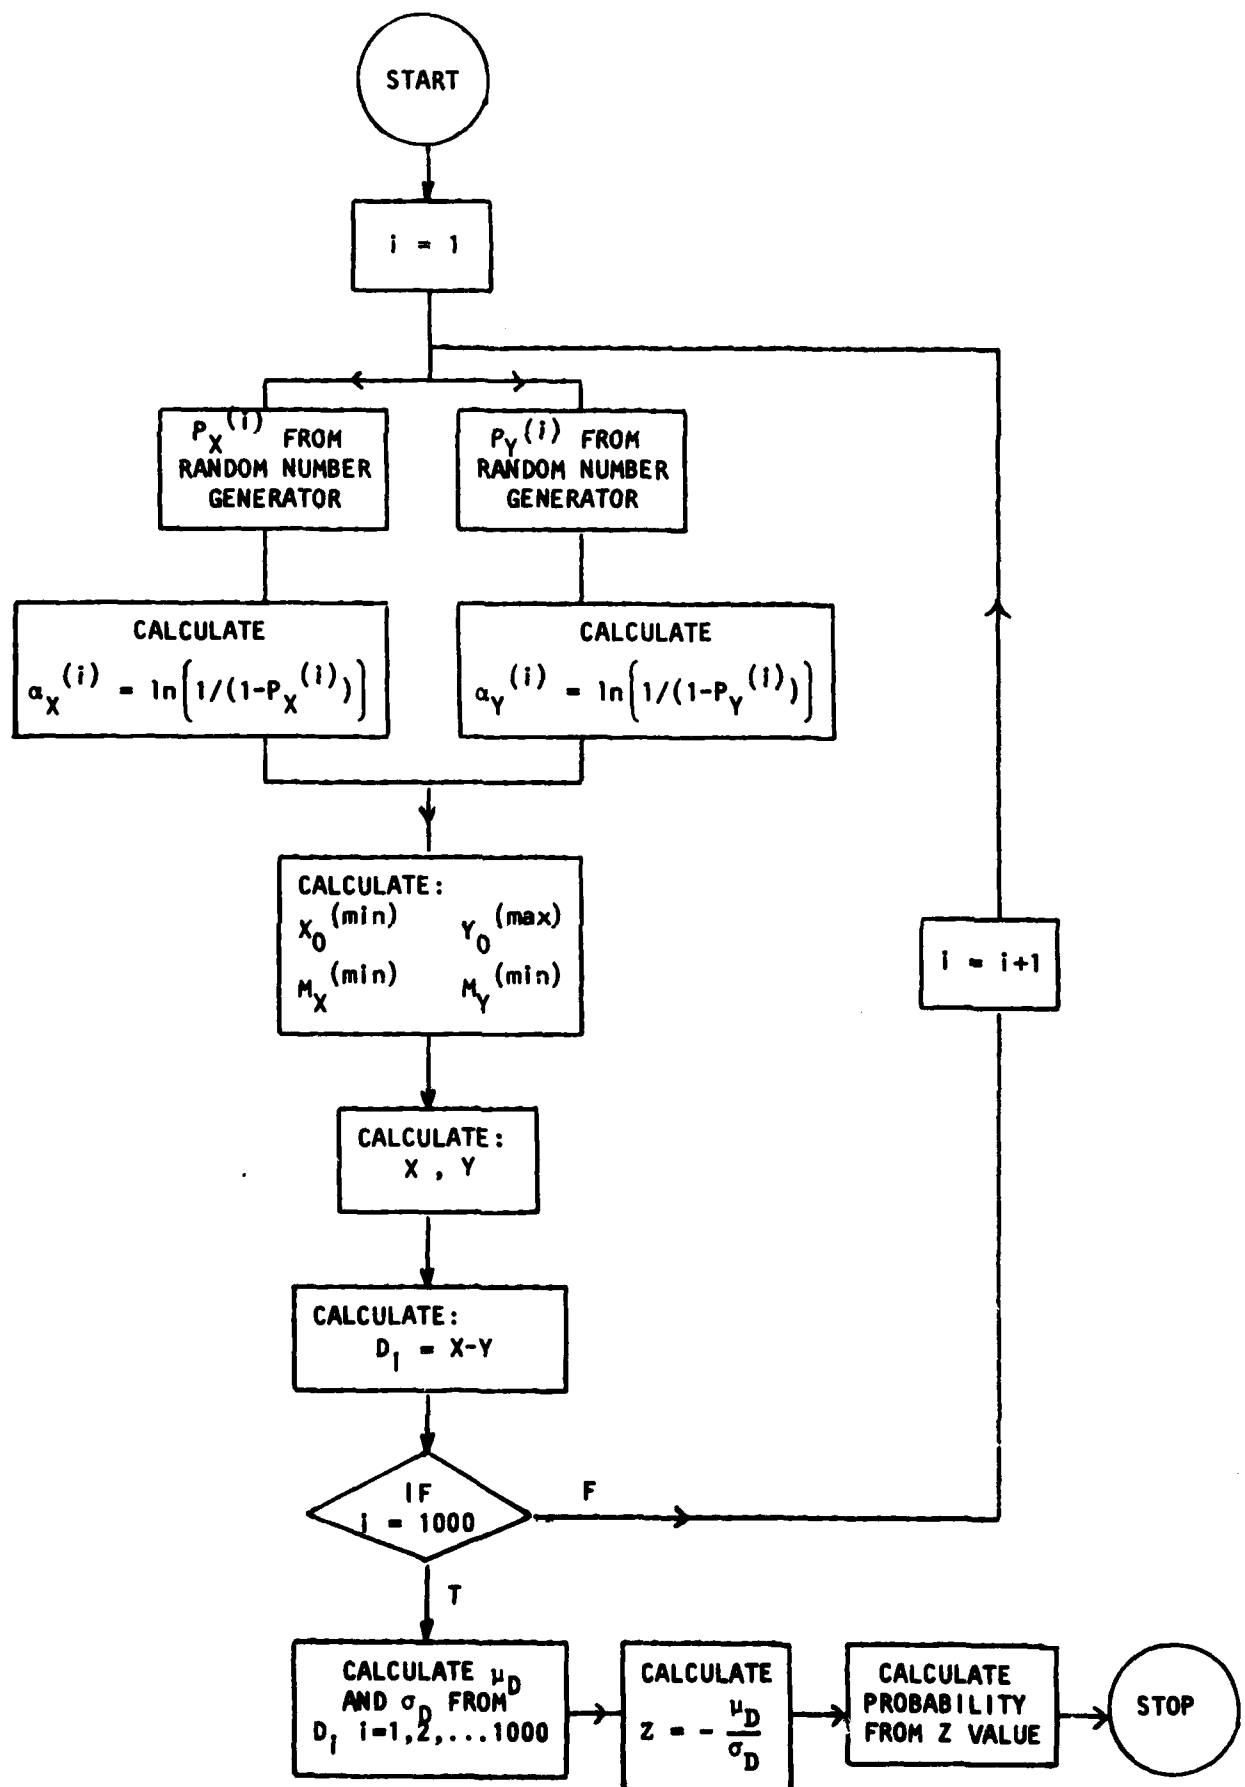 START
i = 1
P_X^(i) FROM
RANDOM NUMBER
GENERATOR
P_Y^(i) FROM
RANDOM NUMBER
GENERATOR
CALCULATE
α_X^(i) = ln[1/(1-P_X^(i))]
CALCULATE
α_Y^(i) = ln[1/(1-P_Y^(i))]
CALCULATE:
X_0^(min) Y_0^(max)
M_X^(min) M_Y^(min)
i = i+1
CALCULATE:
X , Y
CALCULATE:
D_i = X-Y
IF
i = 1000
F
T
CALCULATE μ_D
AND σ_D FROM
D_i i=1,2,...1000
CALCULATE
Z = - μ_D/σ_D
CALCULATE
PROBABILITY
FROM Z VALUE
STOP